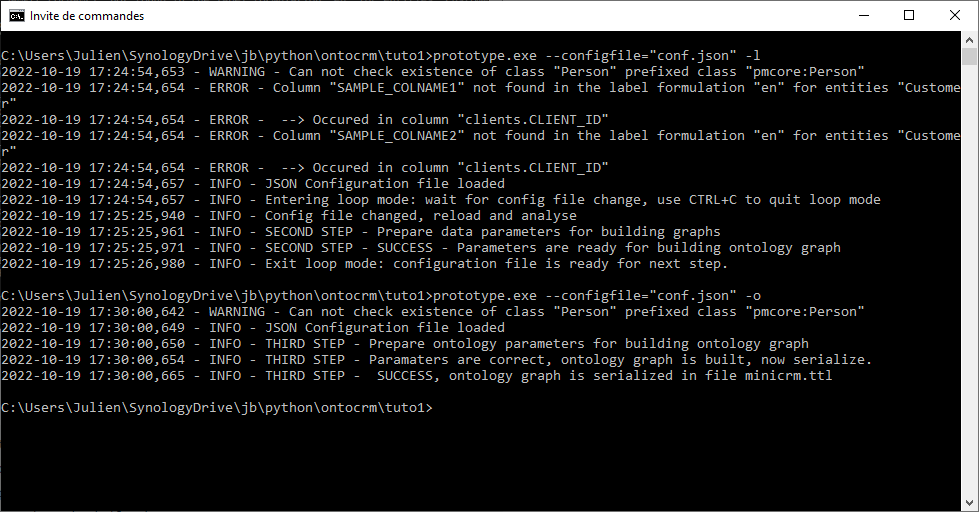 Invite de commandes
C:\Users\Julien\SynologyDrive\jb\python\ontocrm\tuto1>prototype.exe --configfile="conf.json" -l
2022-10-19 17:24:54,653 - WARNING - Can not check existence of class "Person" prefixed class "pmcore:Person"
2022-10-19 17:24:54,654 - ERROR - Column "SAMPLE_COLNAME1" not found in the label formulation "en" for entities "Custome
r"
2022-10-19 17:24:54,654 - ERROR -  --> Occured in column "clients.CLIENT_ID"
2022-10-19 17:24:54,654 - ERROR - Column "SAMPLE_COLNAME2" not found in the label formulation "en" for entities "Custome
r"
2022-10-19 17:24:54,654 - ERROR -  --> Occured in column "clients.CLIENT_ID"
2022-10-19 17:24:54,657 - INFO - JSON Configuration file loaded
2022-10-19 17:24:54,657 - INFO - Entering loop mode: wait for config file change, use CTRL+C to quit loop mode
2022-10-19 17:25:25,940 - INFO - Config file changed, reload and analyse
2022-10-19 17:25:25,961 - INFO - SECOND STEP - Prepare data parameters for building graphs
2022-10-19 17:25:25,971 - INFO - SECOND STEP - SUCCESS - Parameters are ready for building ontology graph
2022-10-19 17:25:26,980 - INFO - Exit loop mode: configuration file is ready for next step.
C:\Users\Julien\SynologyDrive\jb\python\ontocrm\tuto1>prototype.exe --configfile="conf.json" -o
2022-10-19 17:30:00,642 - WARNING - Can not check existence of class "Person" prefixed class "pmcore:Person"
2022-10-19 17:30:00,649 - INFO - JSON Configuration file loaded
2022-10-19 17:30:00,650 - INFO - THIRD STEP - Prepare ontology parameters for building ontology graph
2022-10-19 17:30:00,654 - INFO - THIRD STEP - Paramaters are correct, ontology graph is built, now serialize.
2022-10-19 17:30:00,665 - INFO - THIRD STEP -  SUCCESS, ontology graph is serialized in file minicrm.ttl
C:\Users\Julien\SynologyDrive\jb\python\ontocrm\tuto1>